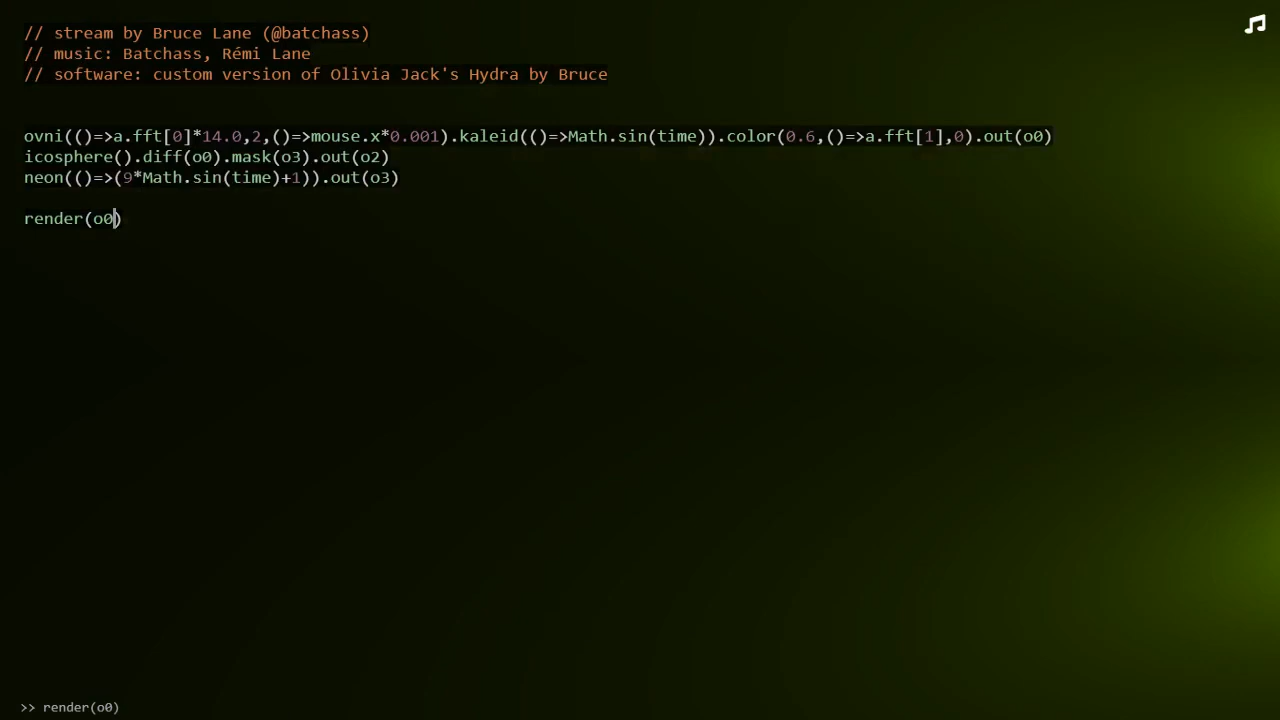 // stream by Bruce Lane (@batchass)
// music: Batchass, Rémi Lane
// software: custom version of Olivia Jack's Hydra by Bruce
ovni(()=>a.fft[0]*14.0,2,()=>mouse.x*0.001).kaleid(()=>Math.sin(time)).color(0.6,()=>a.fft[1],0).out(o0)
icosphere().diff(o0).mask(o3).out(o2)
neon(()=>(9*Math.sin(time)+1)).out(o3)
render(o0)
>> render(o0)